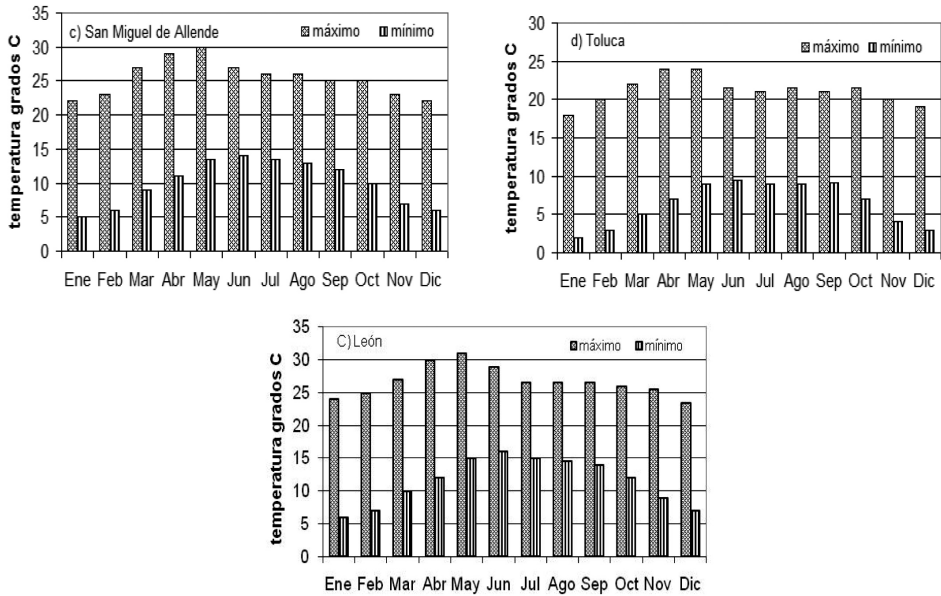 c) San Miguel de Allende
máximo mínimo
temperatura grados C
35
30
25
20
15
10
5
0
Ene Feb Mar Abr May Jun Jul Ago Sep Oct Nov Dic
d) Toluca
máximo mínimo
temperatura grados C
30
25
20
15
10
5
0
Ene Feb Mar Abr May Jun Jul Ago Sep Oct Nov Dic
C) León
máximo mínimo
temperatura grados C
35
30
25
20
15
10
5
0
Ene Feb Mar Abr May Jun Jul Ago Sep Oct Nov Dic